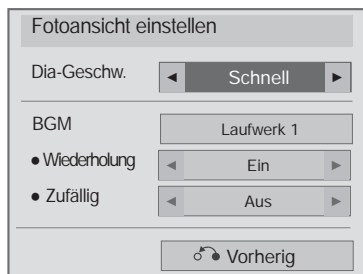 Fotoansicht einstellen
Dia-Geschw. ◄ Schnell ►
BGM Laufwerk 1
● Wiederholung ◄ Ein ►
● Zufällig ◄ Aus ►
Vorherig